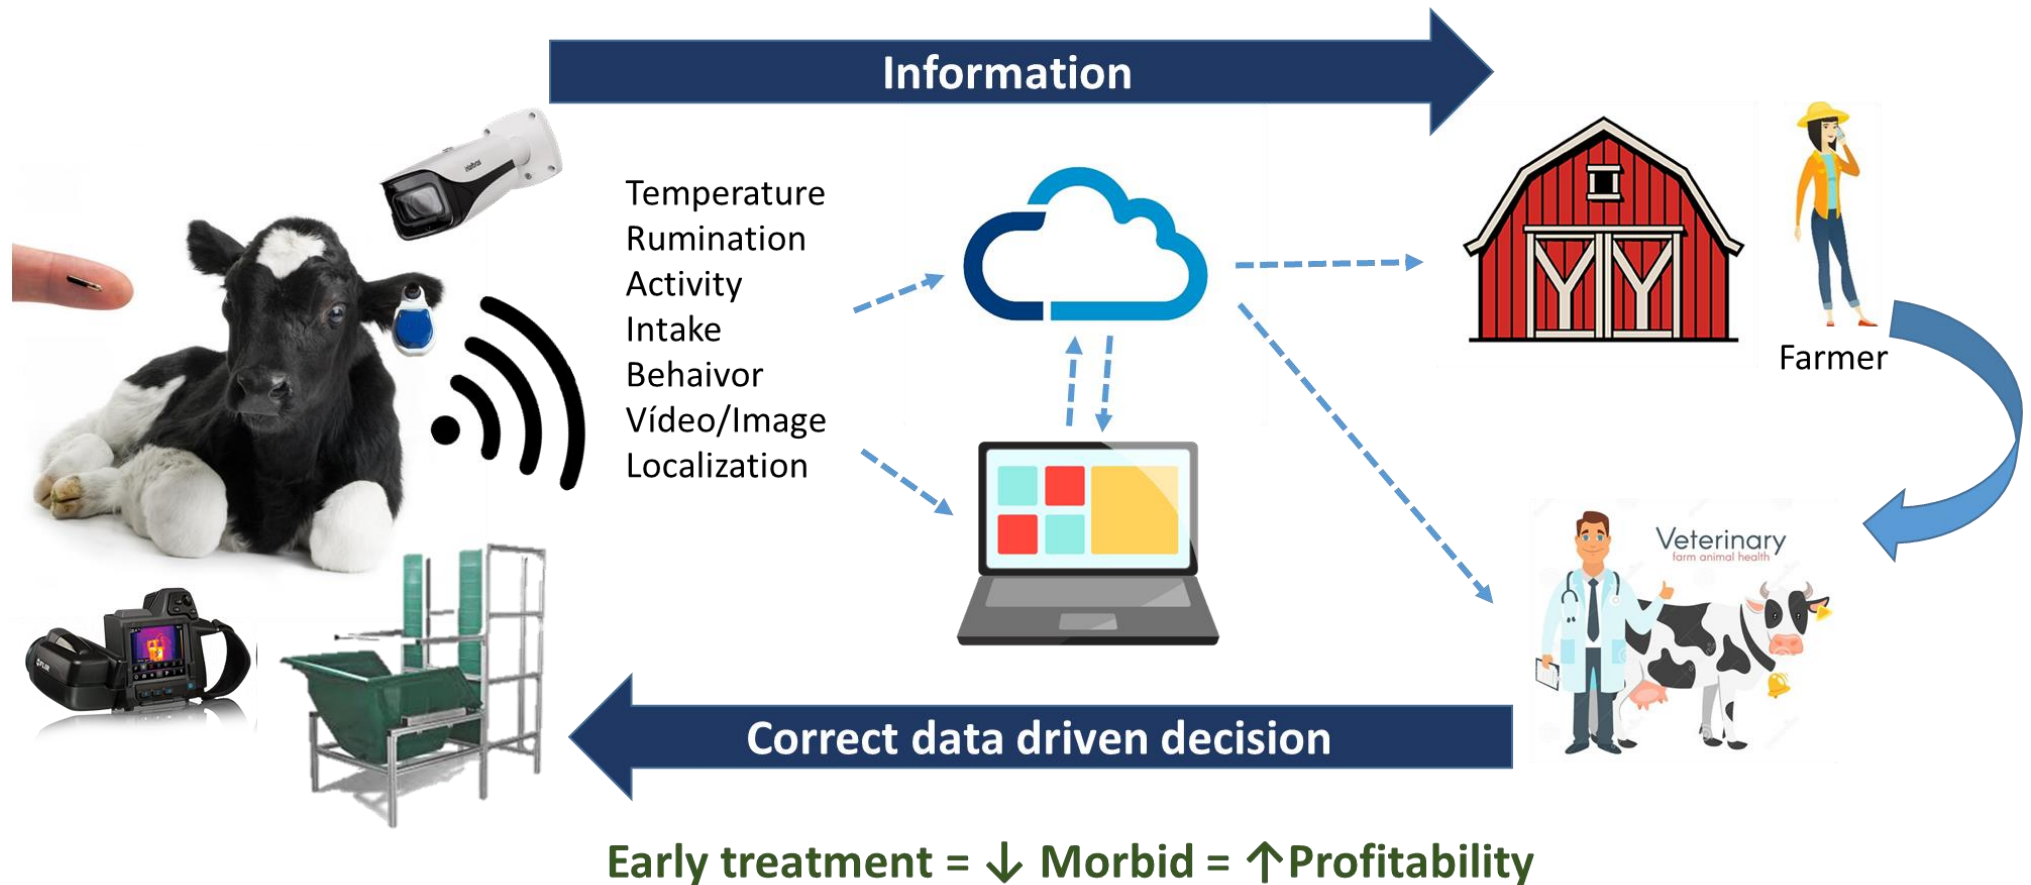 Information
Temperature
Rumination
Activity
Intake
Behaivor
Vídeo/Image
Localization
Farmer
Veterinary
farm animal health
Correct data driven decision
Early treatment = ↓ Morbid = ↑Profitability